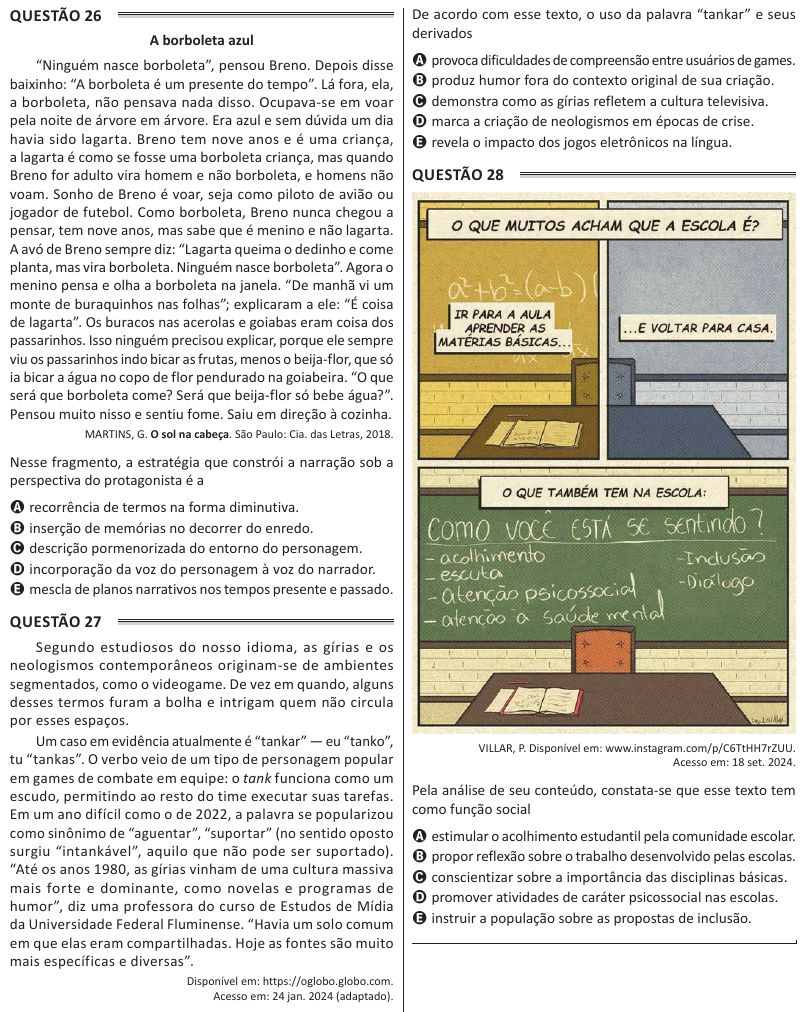 QUESTÃO 26
A borboleta azul
“Ninguém nasce borboleta”, pensou Breno. Depois disse
baixinho: “A borboleta é um presente do tempo”. Lá fora, ela,
a borboleta, não pensava nada disso. Ocupava-se em voar
pela noite de árvore em árvore. Era azul e sem dúvida um dia
havia sido lagarta. Breno tem nove anos e é uma criança,
a lagarta é como se fosse uma borboleta criança, mas quando
Breno for adulto vira homem e não borboleta, e homens não
voam. Sonho de Breno é voar, seja como piloto de avião ou
jogador de futebol. Como borboleta, Breno nunca chegou a
pensar, tem nove anos, mas sabe que é menino e não lagarta.
A avó de Breno sempre diz: “Lagarta queima o dedinho e come
planta, mas vira borboleta. Ninguém nasce borboleta”. Agora o
menino pensa e olha a borboleta na janela. “De manhã vi um
monte de buraquinhos nas folhas”; explicaram a ele: “É coisa
de lagarta”. Os buracos nas acerolas e goiabas eram coisa dos
passarinhos. Isso ninguém precisou explicar, porque ele sempre
viu os passarinhos indo bicar as frutas, menos o beija-flor, que só
ia bicar a água no copo de flor pendurado na goiabeira. “O que
será que borboleta come? Será que beija-flor só bebe água?”.
Pensou muito nisso e sentiu fome. Saiu em direção à cozinha.
MARTINS, G. O sol na cabeça. São Paulo: Cia. das Letras, 2018.
Nesse fragmento, a estratégia que constrói a narração sob a
perspectiva do protagonista é a
A recorrência de termos na forma diminutiva.
B inserção de memórias no decorrer do enredo.
C descrição pormenorizada do entorno do personagem.
D incorporação da voz do personagem à voz do narrador.
E mescla de planos narrativos nos tempos presente e passado.
QUESTÃO 27
Segundo estudiosos do nosso idioma, as gírias e os
neologismos contemporâneos originam-se de ambientes
segmentados, como o videogame. De vez em quando, alguns
desses termos furam a bolha e intrigam quem não circula
por esses espaços.
Um caso em evidência atualmente é “tankar” — eu “tanko”,
tu “tankas”. O verbo veio de um tipo de personagem popular
em games de combate em equipe: o tank funciona como um
escudo, permitindo ao resto do time executar suas tarefas.
Em um ano difícil como o de 2022, a palavra se popularizou
como sinônimo de “aguentar”, “suportar” (no sentido oposto
surgiu “intankável”, aquilo que não pode ser suportado).
“Até os anos 1980, as gírias vinham de uma cultura massiva
mais forte e dominante, como novelas e programas de
humor”, diz uma professora do curso de Estudos de Mídia
da Universidade Federal Fluminense. “Havia um solo comum
em que elas eram compartilhadas. Hoje as fontes são muito
mais específicas e diversas”.
Disponível em: https://oglobo.globo.com.
Acesso em: 24 jan. 2024 (adaptado).
De acordo com esse texto, o uso da palavra “tankar” e seus
derivados
A provoca dificuldades de compreensão entre usuários de games.
B produz humor fora do contexto original de sua criação.
C demonstra como as gírias refletem a cultura televisiva.
D marca a criação de neologismos em épocas de crise.
E revela o impacto dos jogos eletrônicos na língua.
QUESTÃO 28
O QUE MUITOS ACHAM QUE A ESCOLA É?
a²+b²=(a-b)(
IR PARA A AULA
APRENDER AS
MATÉRIAS BÁSICAS...
...E VOLTAR PARA CASA.
O QUE TAMBÉM TEM NA ESCOLA:
COMO VOCÊ ESTÁ SE SENTINDO?
- acolhimento
- escuta
- Atenção psicossocial
- atenção à saúde mental
- Inclusão
- Diálogo
VILLAR, P. Disponível em: www.instagram.com/p/C6TtHH7rZUU.
Acesso em: 18 set. 2024.
Pela análise de seu conteúdo, constata-se que esse texto tem
como função social
A estimular o acolhimento estudantil pela comunidade escolar.
B propor reflexão sobre o trabalho desenvolvido pelas escolas.
C conscientizar sobre a importância das disciplinas básicas.
D promover atividades de caráter psicossocial nas escolas.
E instruir a população sobre as propostas de inclusão.